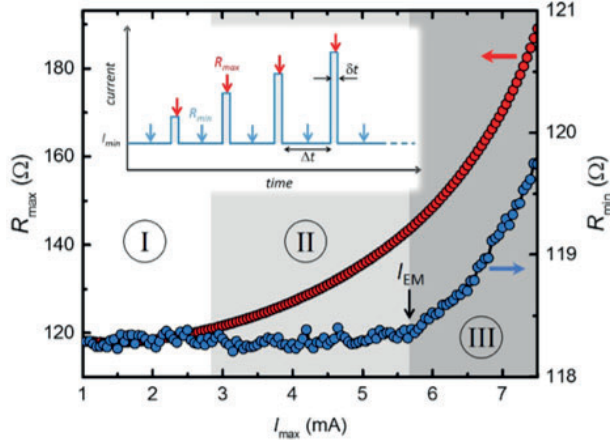 current
time
I_min
R_max
R_min
δt
Δt
I
II
III
I_EM
R_max (Ω)
180
160
140
120
R_min (Ω)
121
120
119
118
1 2 3 4 5 6 7
I_max (mA)